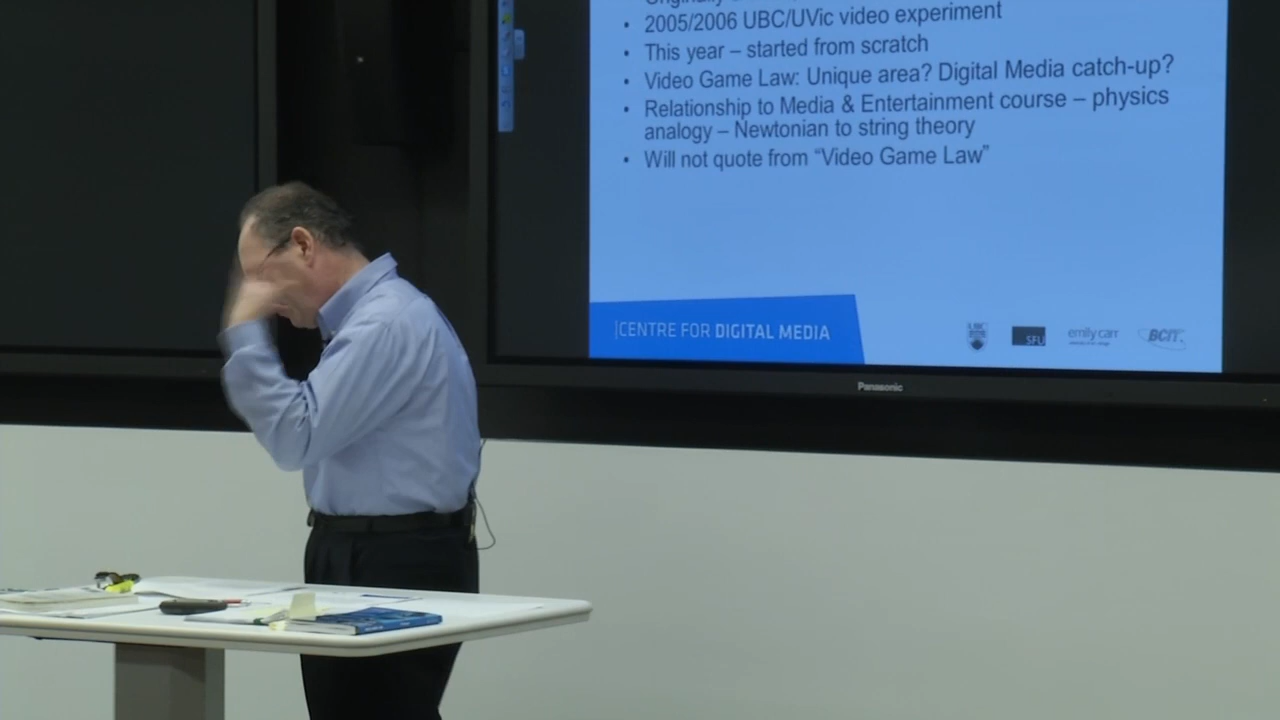 Originally
• 2005/2006 UBC/UVic video experiment
• This year – started from scratch
• Video Game Law: Unique area? Digital Media catch-up?
• Relationship to Media & Entertainment course – physics
analogy – Newtonian to string theory
• Will not quote from “Video Game Law”
|CENTRE FOR DIGITAL MEDIA
UBC
SFU
emily carr
BCIT
Panasonic